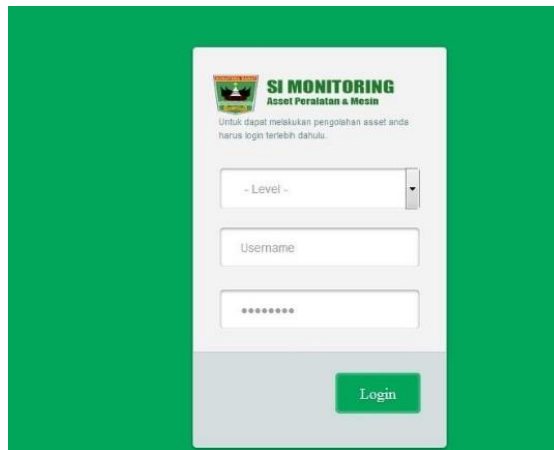 SI MONITORING
Asset Peralatan & Mesin
Untuk dapat melakukan pengolahan asset anda
harus login terlebih dahulu.
- Level -
Username
Login